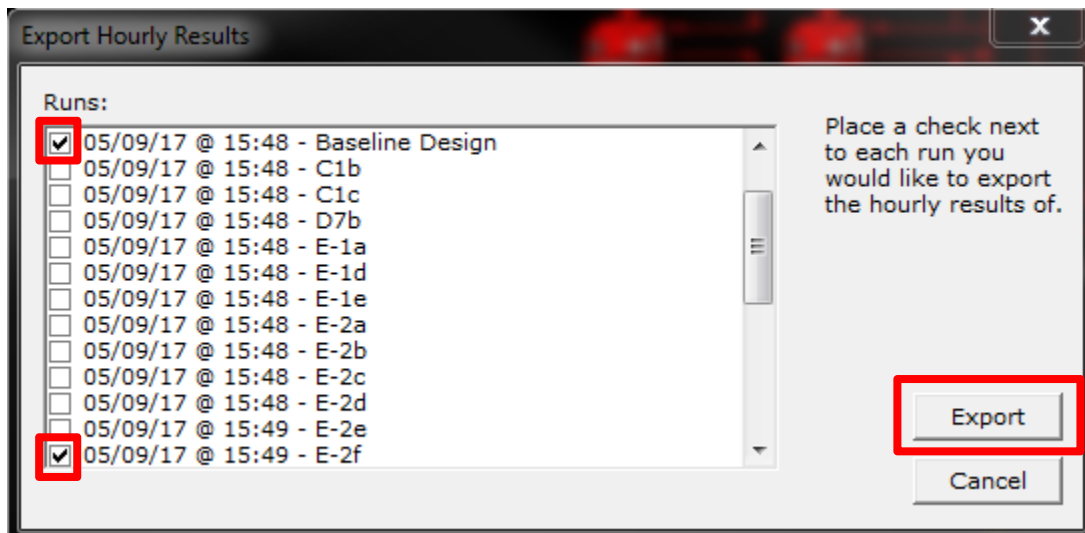 Export Hourly Results
x
Runs:
05/09/17 @ 15:48 - Baseline Design
05/09/17 @ 15:48 - C1b
05/09/17 @ 15:48 - C1c
05/09/17 @ 15:48 - D7b
05/09/17 @ 15:48 - E-1a
05/09/17 @ 15:48 - E-1d
05/09/17 @ 15:48 - E-1e
05/09/17 @ 15:48 - E-2a
05/09/17 @ 15:48 - E-2b
05/09/17 @ 15:48 - E-2c
05/09/17 @ 15:48 - E-2d
05/09/17 @ 15:49 - E-2e
05/09/17 @ 15:49 - E-2f
Place a check next
to each run you
would like to export
the hourly results of.
Export
Cancel